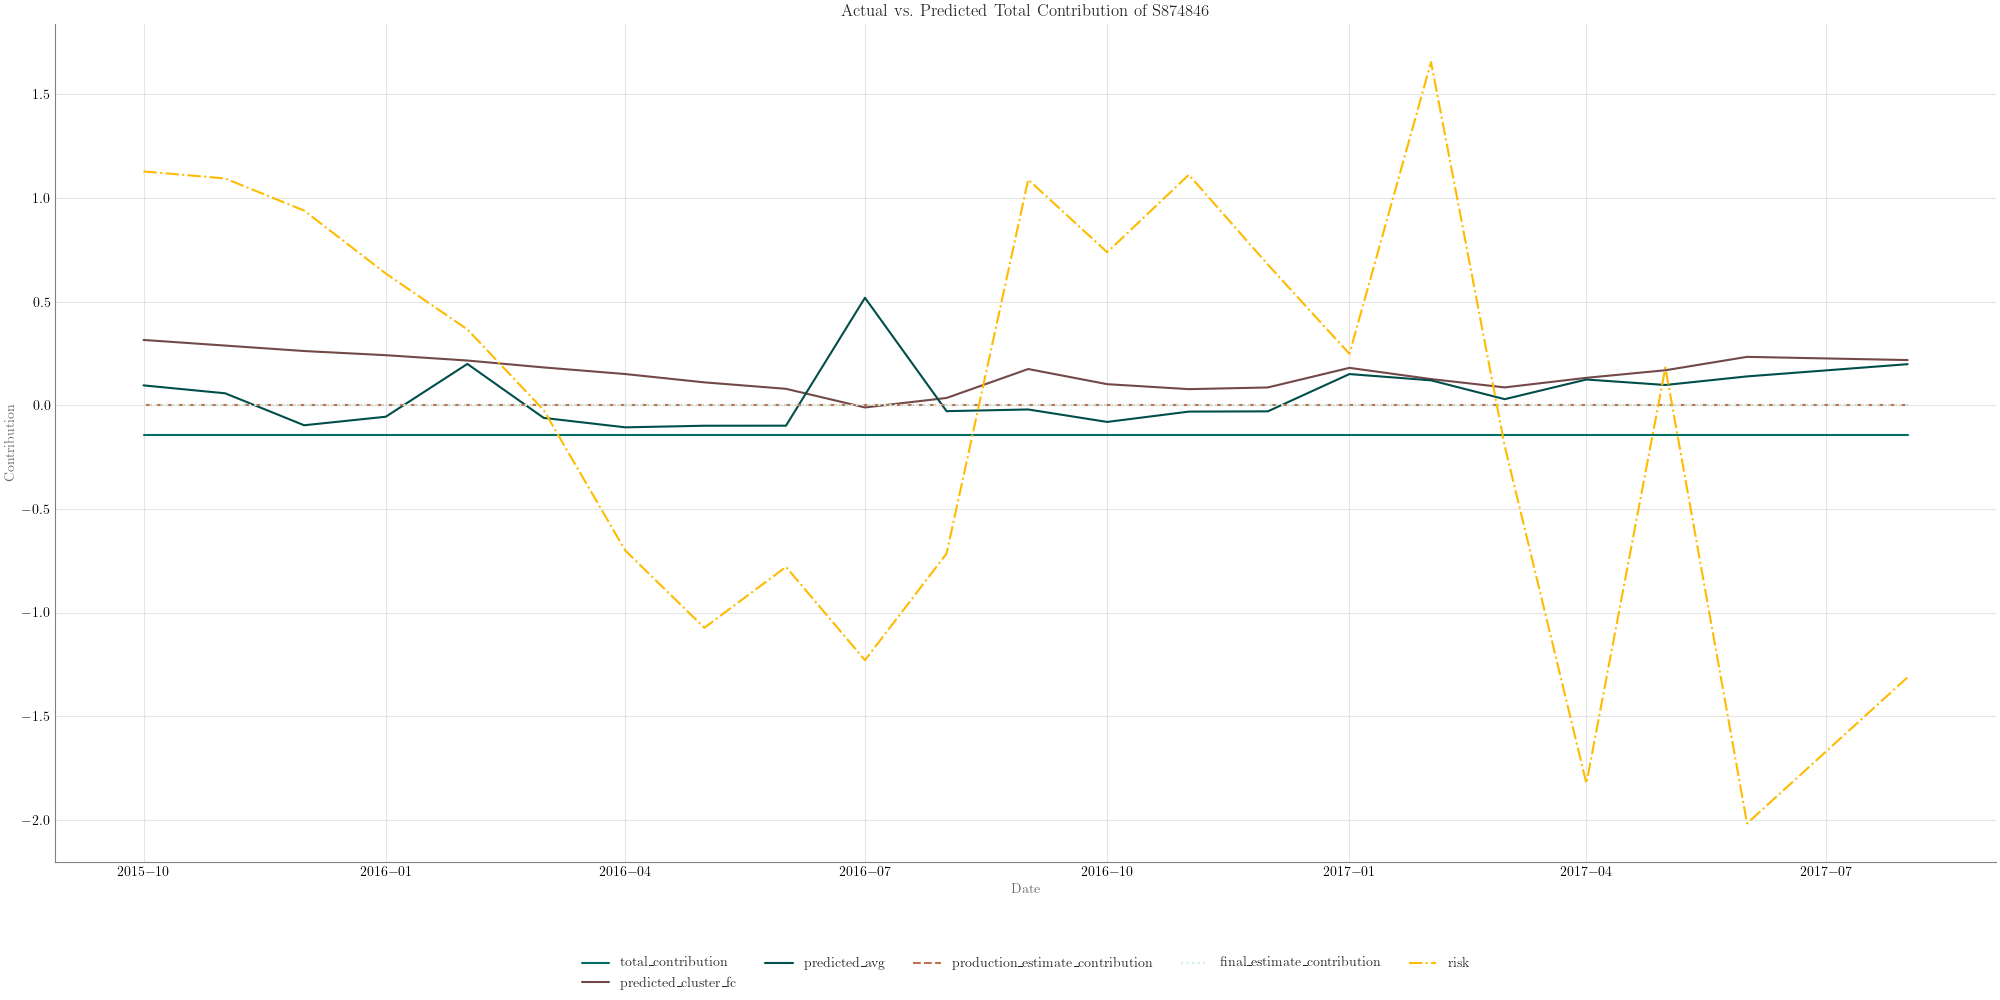 Actual vs. Predicted Total Contribution of S874846
Contribution
1.5
1.0
0.5
0.0
−0.5
−1.0
−1.5
−2.0
2015−10 2016−01 2016−04 2016−07 2016−10 2017−01 2017−04 2017−07
Date
total_contribution predicted_avg production_estimate_contribution final_estimate_contribution risk
predicted_cluster_fc